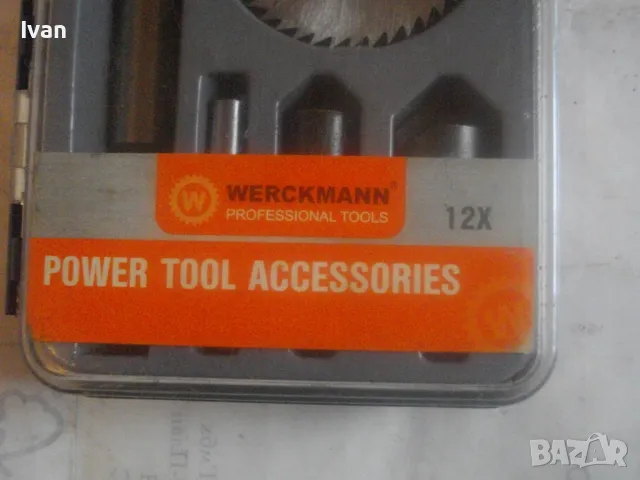 Ivan
W WERCKMANN®
PROFESSIONAL TOOLS
12X
POWER TOOL ACCESSORIES
W
BAZAR